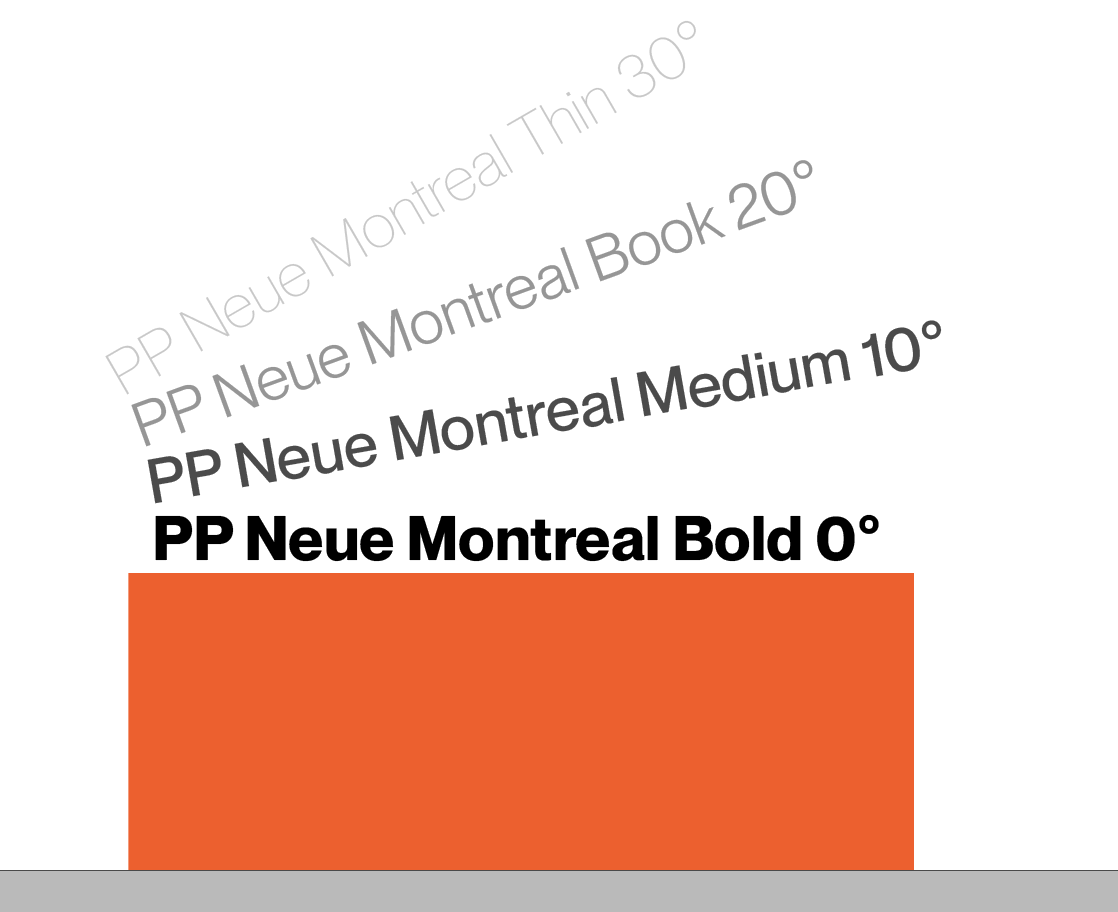 PP Neue Montreal Thin 30°
PP Neue Montreal Book 20°
PP Neue Montreal Medium 10°
PP Neue Montreal Bold 0°